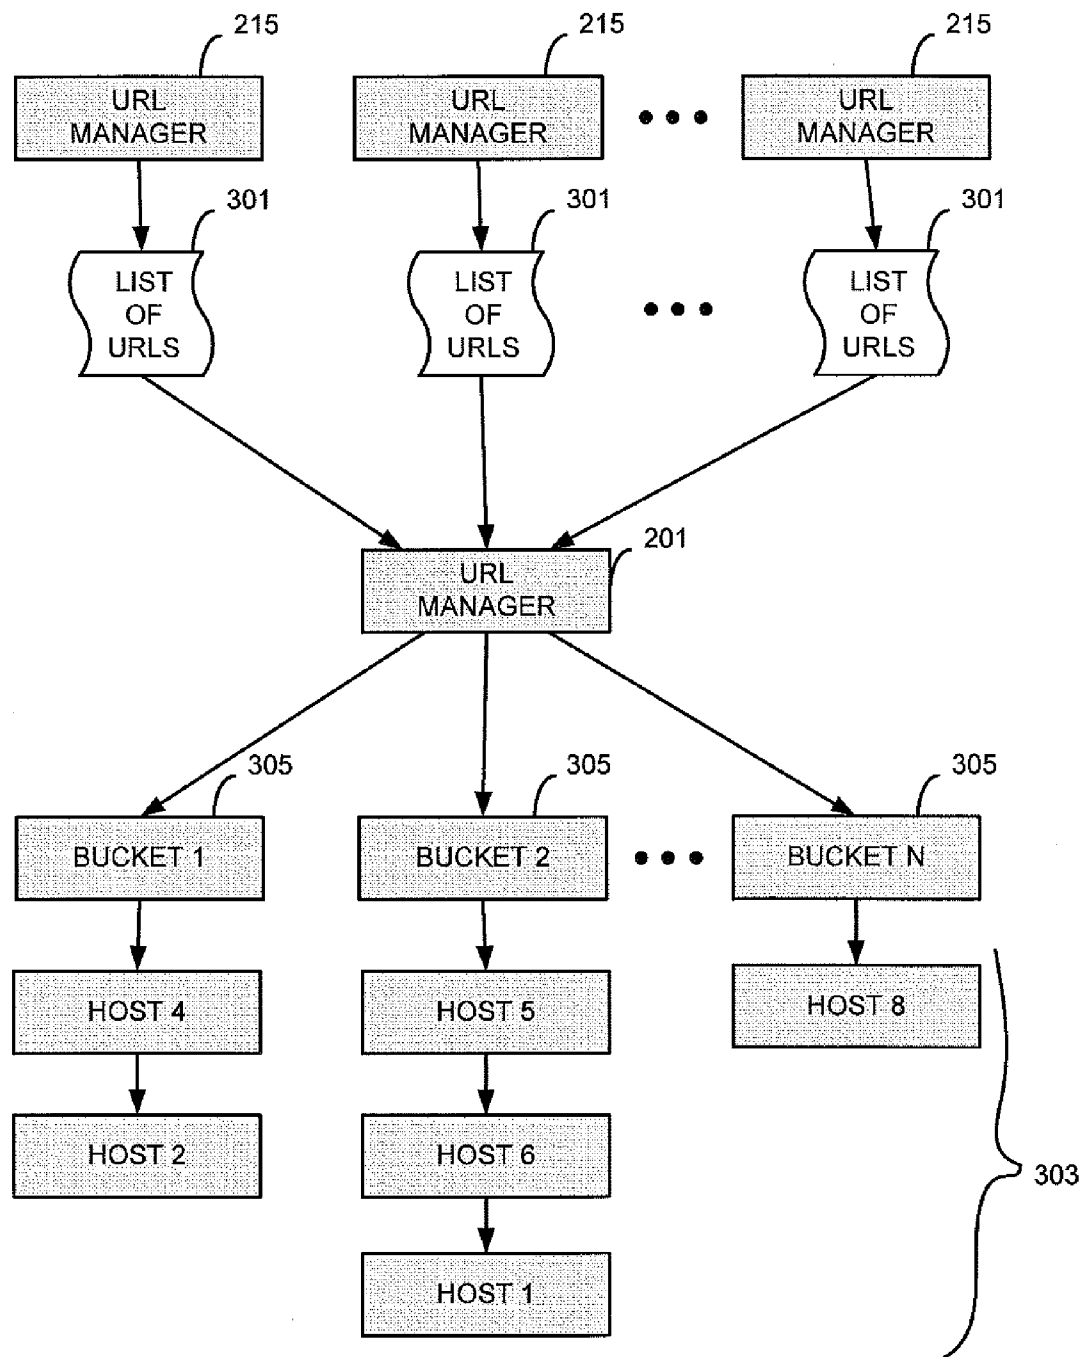 215
215
215
URL
MANAGER
URL
MANAGER
URL
MANAGER
301
301
301
LIST
OF
URLS
LIST
OF
URLS
LIST
OF
URLS
201
URL
MANAGER
305
305
305
BUCKET 1
BUCKET 2
BUCKET N
HOST 4
HOST 5
HOST 8
HOST 2
HOST 6
303
HOST 1